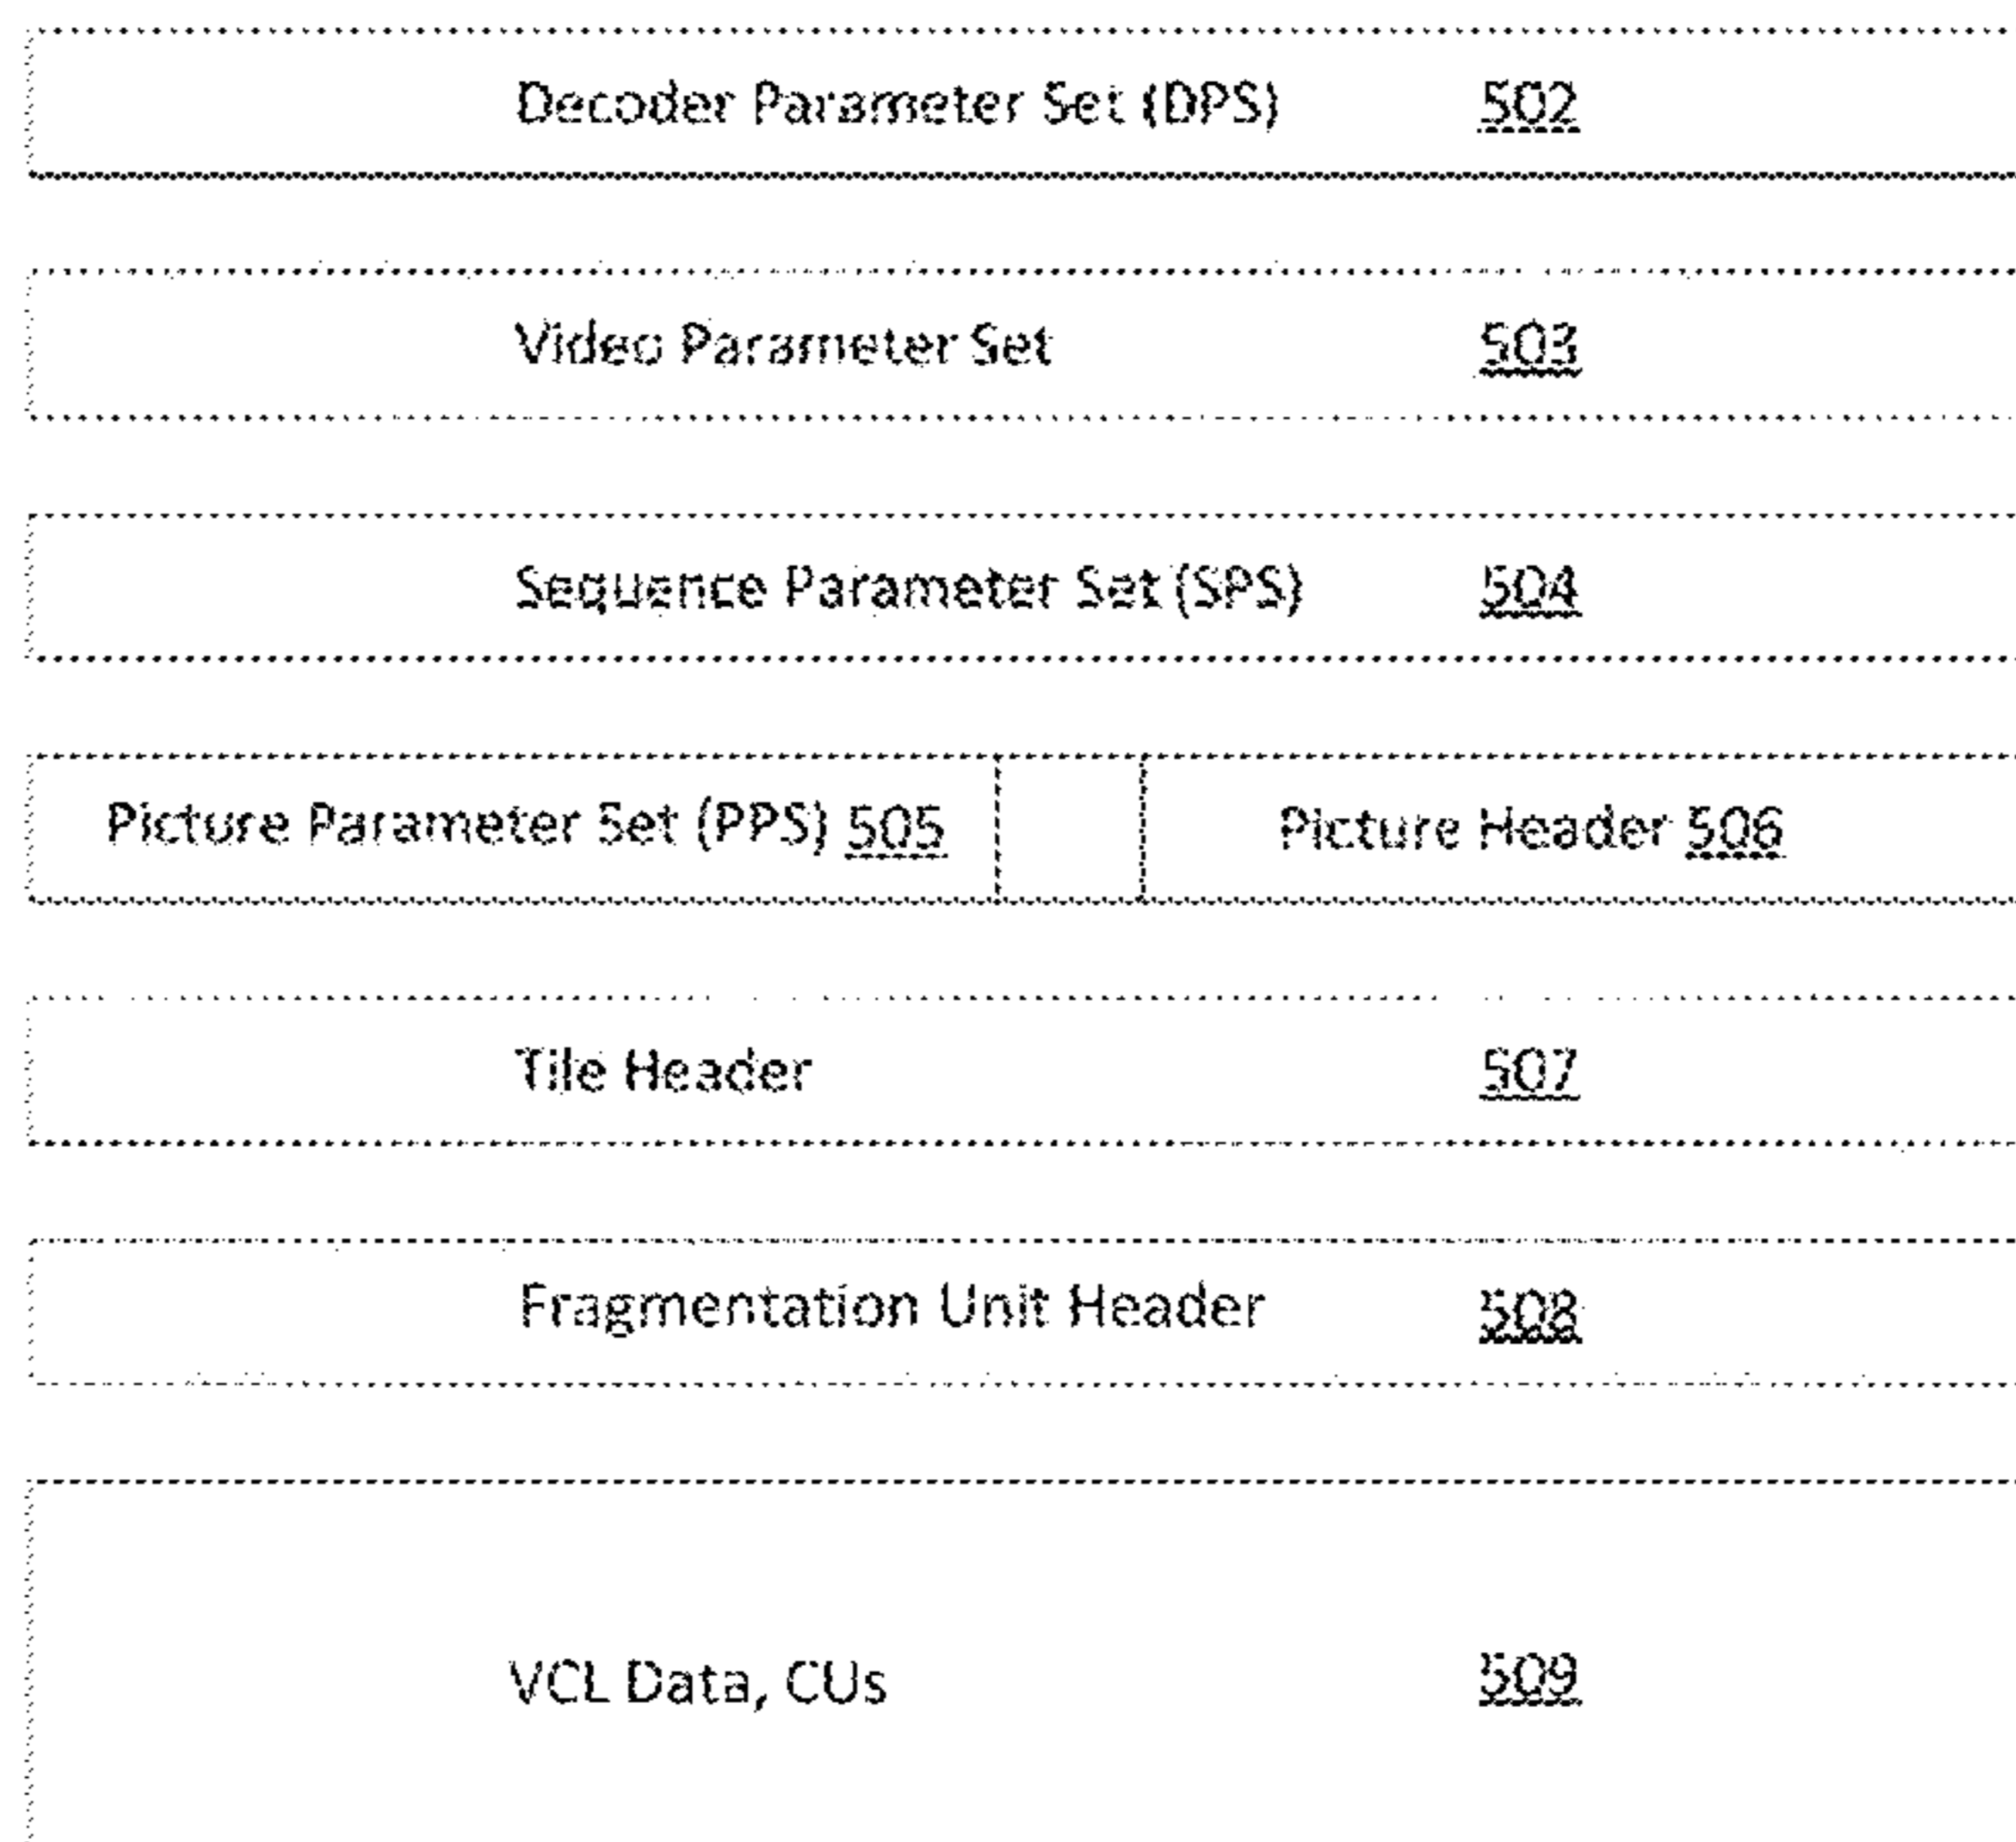 Decoder Parameter Set (DPS) 502
Video Parameter Set 503
Sequence Parameter Set (SPS) 504
Picture Parameter Set (PPS) 505 Picture Header 506
Tile Header 507
Fragmentation Unit Header 508
VCL Data, CUs 509